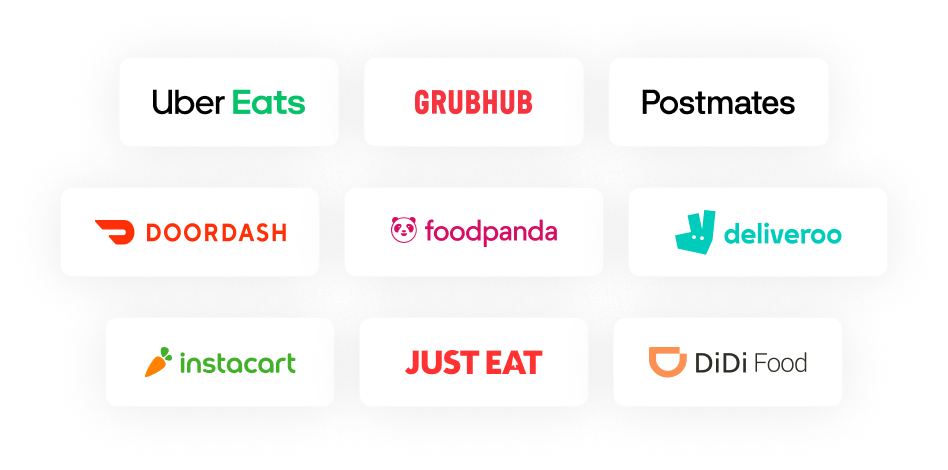 Uber Eats
GRUBHUB
Postmates
DOORDASH
foodpanda
deliveroo
instacart
JUST EAT
DiDi Food